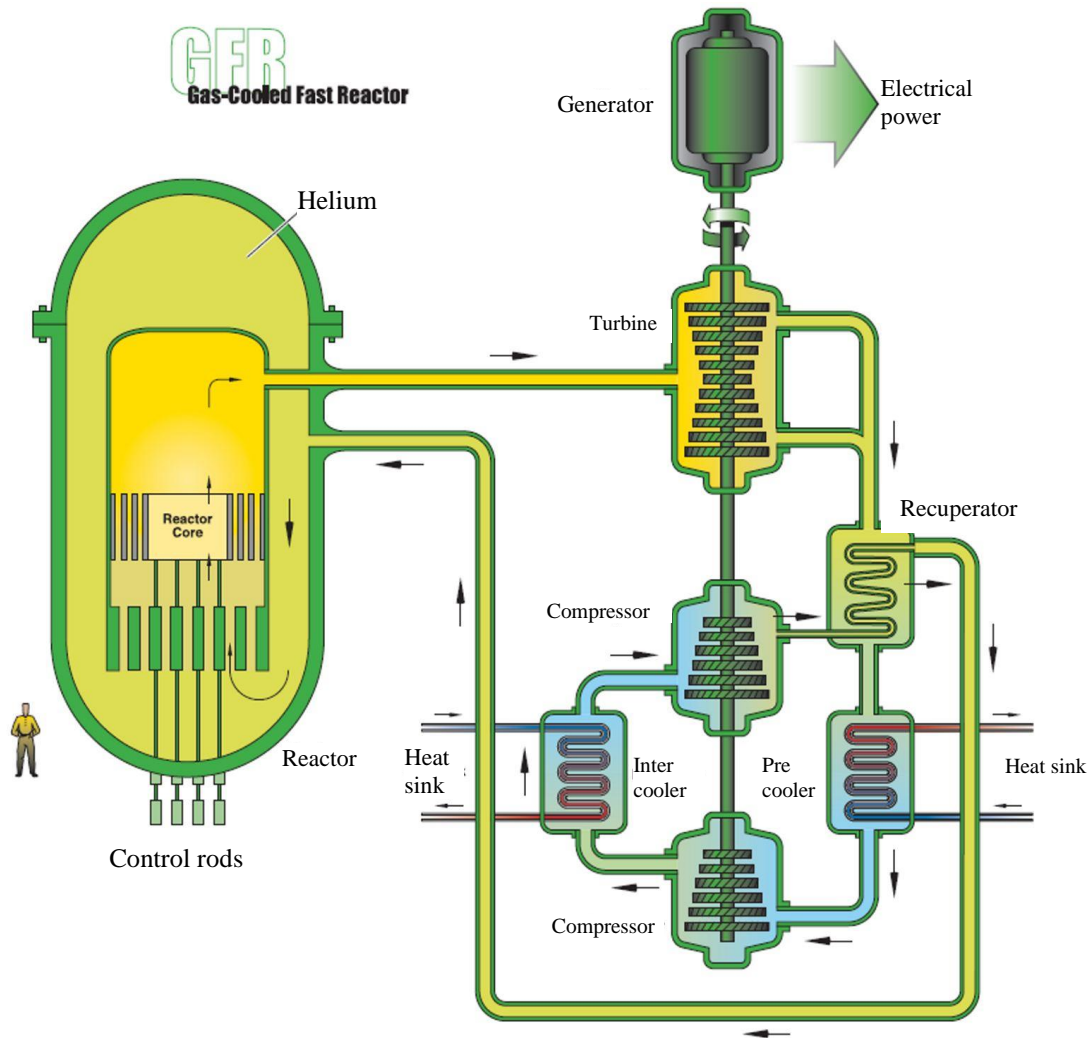 GFR
Gas-Cooled Fast Reactor
Generator
Electrical
power
Helium
Turbine
Reactor
Core
Recuperator
Compressor
Reactor
Heat
sink
Inter
cooler
Pre
cooler
Heat sink
Control rods
Compressor